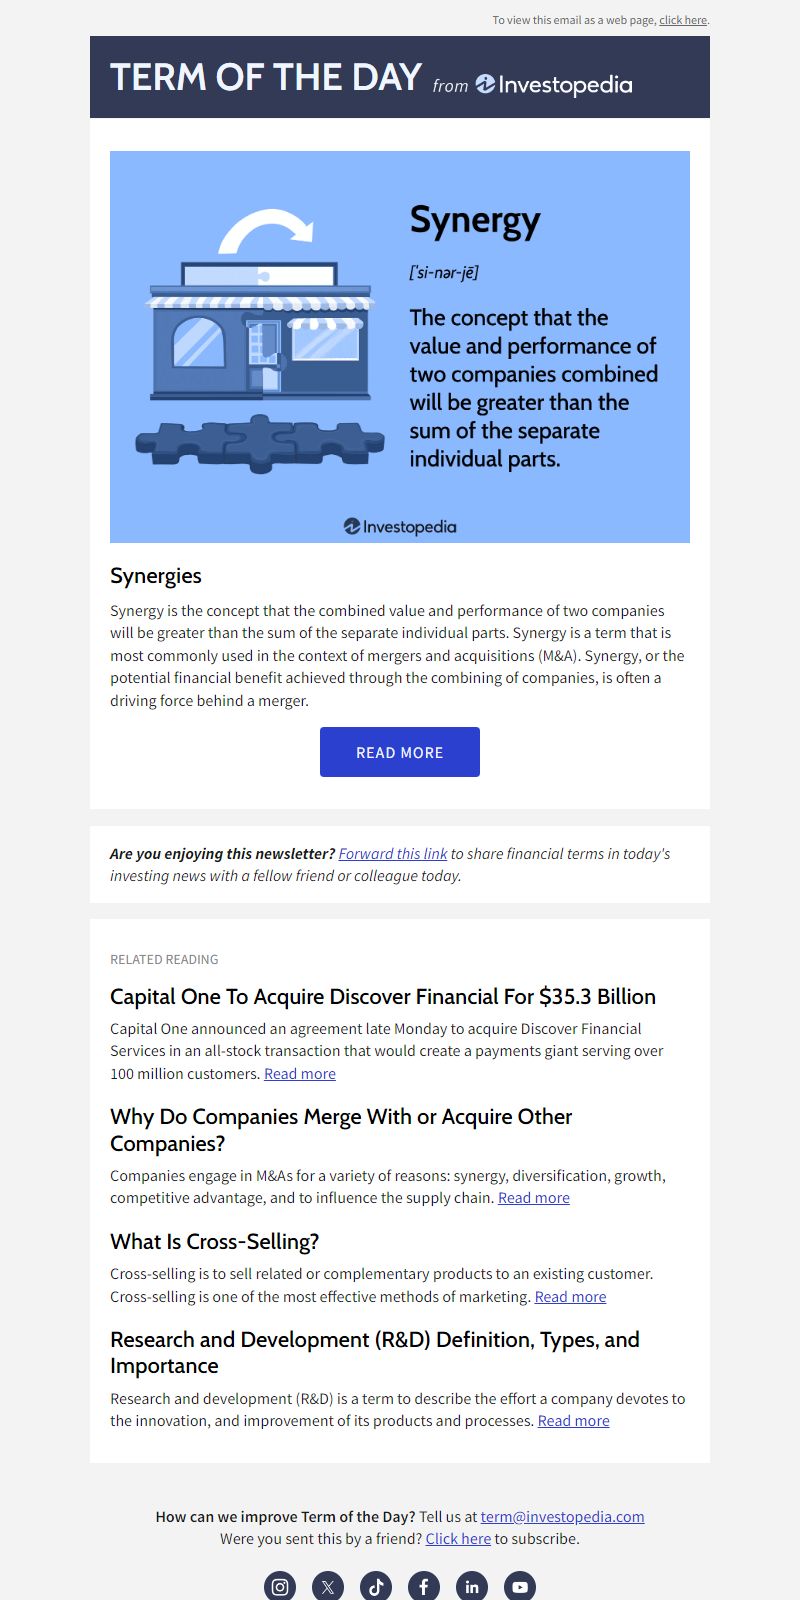 To view this email as a web page, click here.
TERM OF THE DAY from Investopedia
Synergy
['si-nər-jē]
The concept that the
value and performance of
two companies combined
will be greater than the
sum of the separate
individual parts.
Investopedia
Synergies
Synergy is the concept that the combined value and performance of two companies
will be greater than the sum of the separate individual parts. Synergy is a term that is
most commonly used in the context of mergers and acquisitions (M&A). Synergy, or the
potential financial benefit achieved through the combining of companies, is often a
driving force behind a merger.
READ MORE
Are you enjoying this newsletter? Forward this link to share financial terms in today's
investing news with a fellow friend or colleague today.
RELATED READING
Capital One To Acquire Discover Financial For $35.3 Billion
Capital One announced an agreement late Monday to acquire Discover Financial
Services in an all-stock transaction that would create a payments giant serving over
100 million customers. Read more
Why Do Companies Merge With or Acquire Other
Companies?
Companies engage in M&As for a variety of reasons: synergy, diversification, growth,
competitive advantage, and to influence the supply chain. Read more
What Is Cross-Selling?
Cross-selling is to sell related or complementary products to an existing customer.
Cross-selling is one of the most effective methods of marketing. Read more
Research and Development (R&D) Definition, Types, and
Importance
Research and development (R&D) is a term to describe the effort a company devotes to
the innovation, and improvement of its products and processes. Read more
How can we improve Term of the Day? Tell us at term@investopedia.com
Were you sent this by a friend? Click here to subscribe.